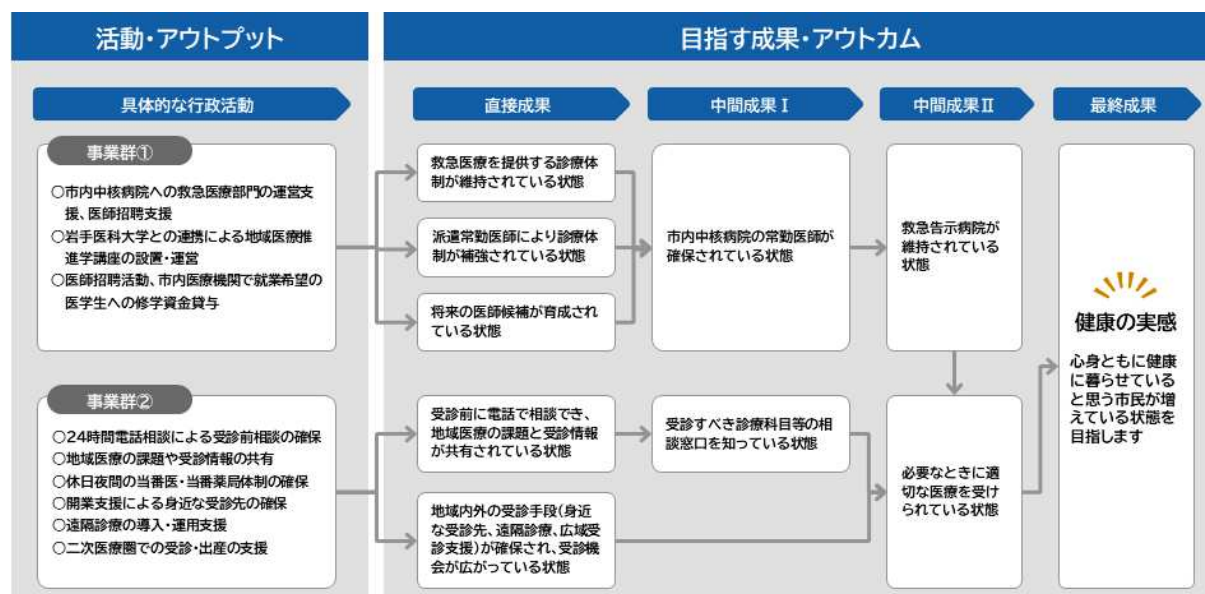 活動・アウトプット
目指す成果・アウトカム
具体的な行政活動
直接成果
中間成果Ⅰ
中間成果Ⅱ
最終成果
事業群①
○市内中核病院への救急医療部門の運営支
援、医師招聘支援
○岩手医科大学との連携による地域医療推
進学講座の設置・運営
○医師招聘活動、市内医療機関で就業希望の
医学生への修学資金貸与
救急医療を提供する診療体
制が維持されている状態
派遣常勤医師により診療体
制が補強されている状態
将来の医師候補が育成され
ている状態
市内中核病院の常勤医師が
確保されている状態
救急告示病院が
維持されている
状態
事業群②
○24時間電話相談による受診前相談の確保
○地域医療の課題や受診情報の共有
○休日夜間の当番医・当番薬局体制の確保
○開業支援による身近な受診先の確保
○遠隔診療の導入・運用支援
○二次医療圏での受診・出産の支援
受診前に電話で相談でき、
地域医療の課題と受診情報
が共有されている状態
地域内外の受診手段(身近
な受診先、遠隔診療、広域受
診支援)が確保され、受診機
会が広がっている状態
受診すべき診療科目等の相
談窓口を知っている状態
必要なときに適
切な医療を受け
られている状態
健康の実感
心身ともに健康
に暮らせている
と思う市民が増
えている状態を
目指します